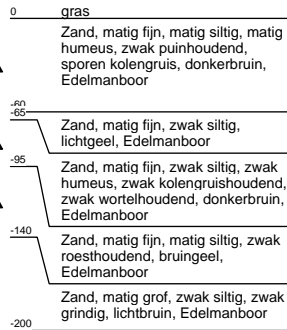 0 gras
Zand, matig fijn, matig siltig, matig
humeus, zwak puinhoudend,
sporen kolengruis, donkerbruin,
Edelmanboor
-60
-65
Zand, matig fijn, zwak siltig,
lichtgeel, Edelmanboor
-95
Zand, matig fijn, zwak siltig, zwak
humeus, zwak kolengruishoudend,
zwak wortelhoudend, donkerbruin,
Edelmanboor
-140
Zand, matig fijn, matig siltig, zwak
roesthoudend, bruingeel,
Edelmanboor
Zand, matig grof, zwak siltig, zwak
grindig, lichtbruin, Edelmanboor
-200